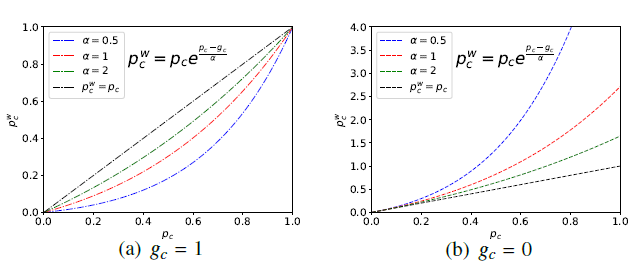 α = 0.5
α = 1
α = 2
p_c^w = p_c
p_c^w = p_c e^{\frac{p_c - g_c}{α}}
1.0
0.8
0.6
0.4
0.2
0.0
p_c^w
0.0 0.2 0.4 0.6 0.8 1.0
p_c
(a) g_c = 1
α = 0.5
α = 1
α = 2
p_c^w = p_c
p_c^w = p_c e^{\frac{p_c - g_c}{α}}
4.0
3.5
3.0
2.5
2.0
1.5
1.0
0.5
0.0
p_c^w
0.0 0.2 0.4 0.6 0.8 1.0
p_c
(b) g_c = 0